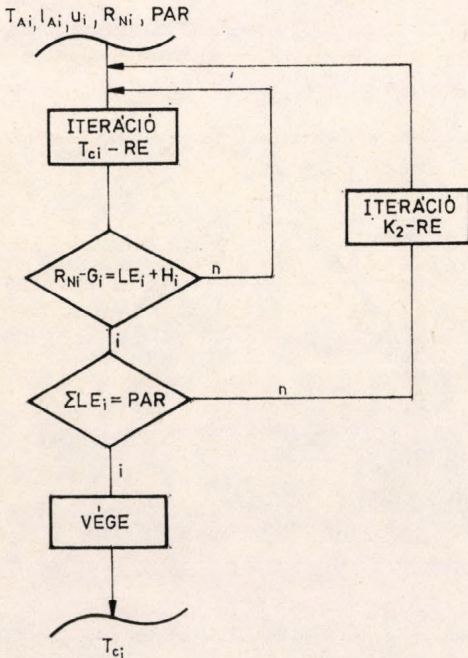 T_Ai, l_Ai, u_i, R_Ni, PAR
ITERÁCIÓ
T_ci - RE
ITERÁCIÓ
K_2-RE
R_Ni-G_i=LE_i+H_i
n
i
ΣLE_i=PAR
n
i
VÉGE
T_ci